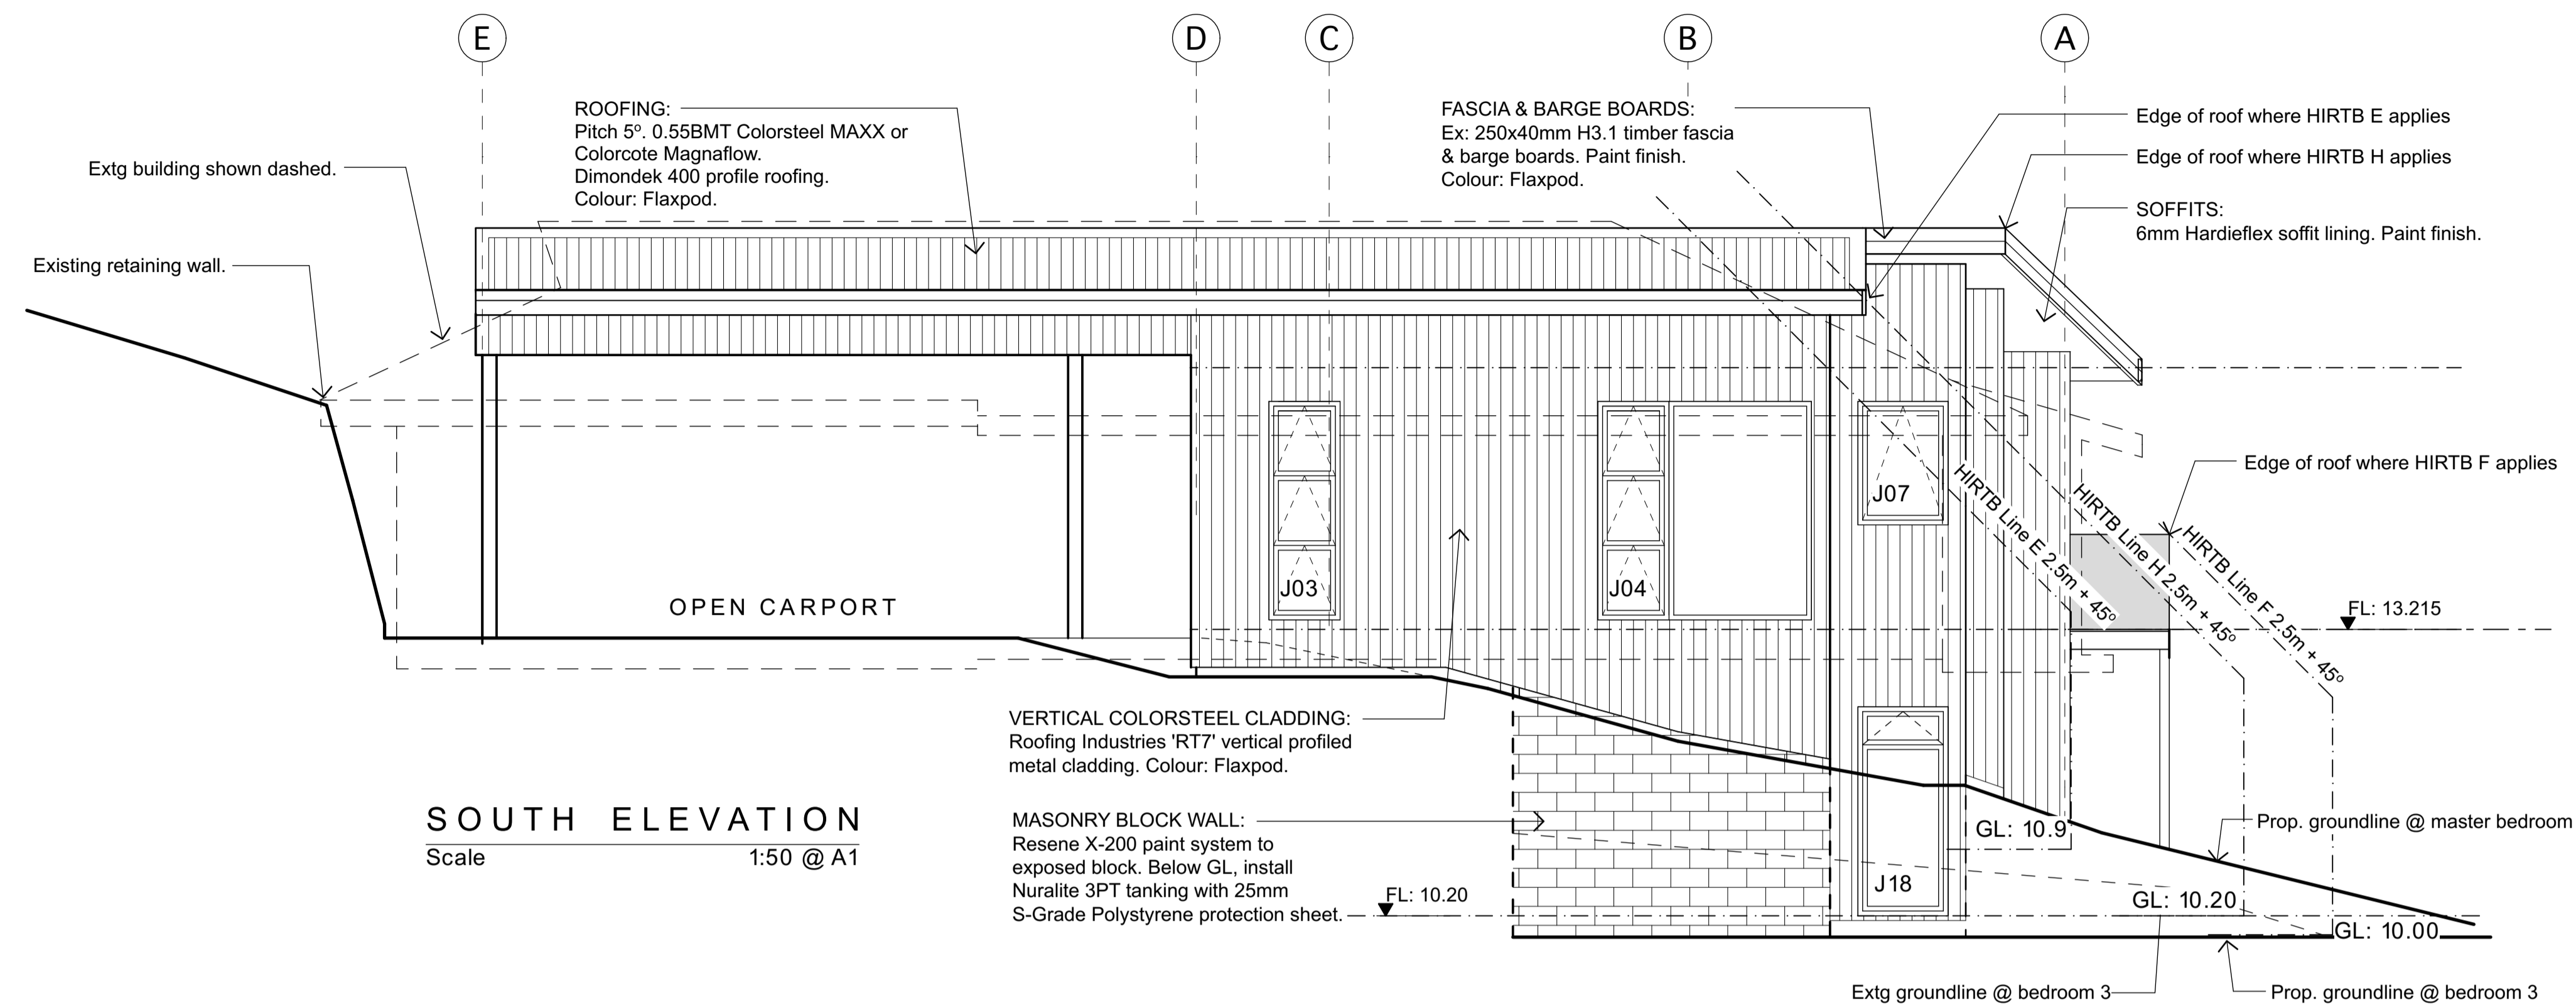 E
D
C
B
A
ROOFING:
Pitch 5º. 0.55BMT Colorsteel MAXX or
Colorcote Magnaflow.
Dimondek 400 profile roofing.
Colour: Flaxpod.
FASCIA & BARGE BOARDS:
Ex: 250x40mm H3.1 timber fascia
& barge boards. Paint finish.
Colour: Flaxpod.
Edge of roof where HIRTB E applies
Edge of roof where HIRTB H applies
SOFFITS:
6mm Hardieflex soffit lining. Paint finish.
Extg building shown dashed.
Existing retaining wall.
Edge of roof where HIRTB F applies
HIRTB Line E 2.5m + 45º
HIRTB Line H 2.5m + 45º
HIRTB Line F 2.5m + 45º
J07
J03
J04
OPEN CARPORT
FL: 13.215
VERTICAL COLORSTEEL CLADDING:
Roofing Industries 'RT7' vertical profiled
metal cladding. Colour: Flaxpod.
MASONRY BLOCK WALL:
Resene X-200 paint system to
exposed block. Below GL, install
Nuralite 3PT tanking with 25mm
S-Grade Polystyrene protection sheet.
FL: 10.20
SOUTH ELEVATION
Scale 1:50 @ A1
J18
GL: 10.9
Prop. groundline @ master bedroom
GL: 10.20
GL: 10.00
Extg groundline @ bedroom 3
Prop. groundline @ bedroom 3